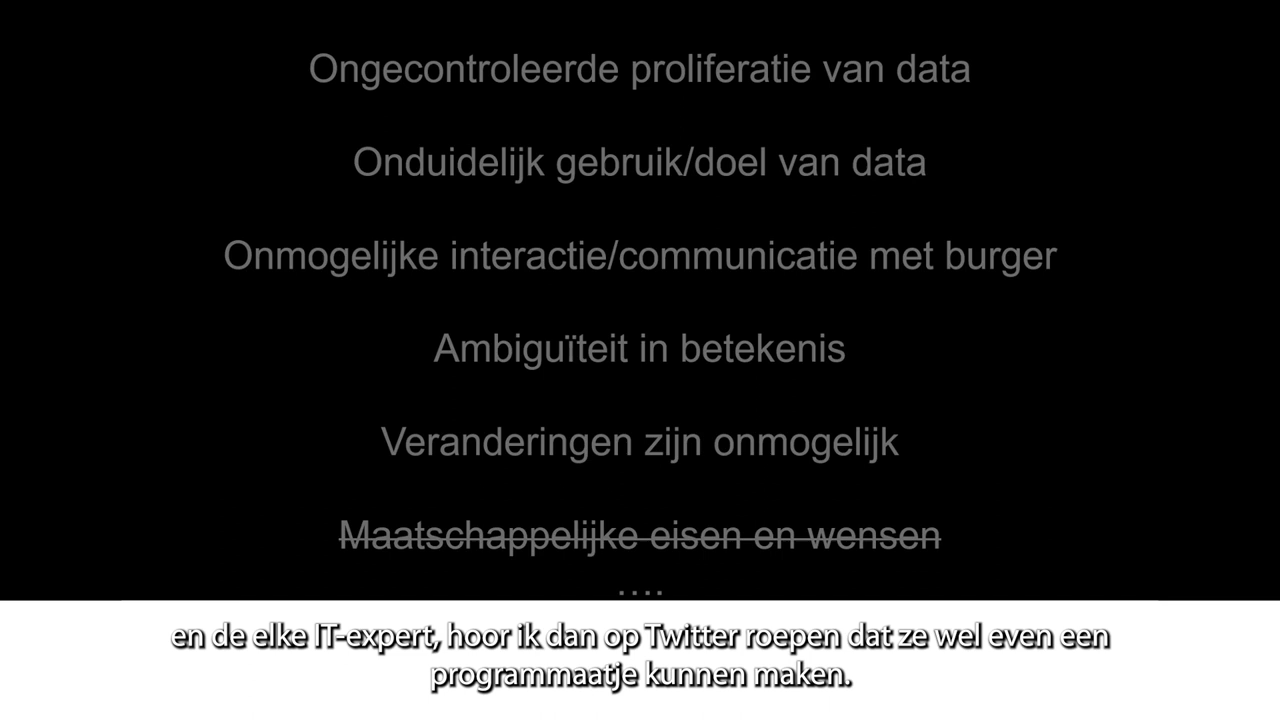 Ongecontroleerde proliferatie van data
Onduidelijk gebruik/doel van data
Onmogelijke interactie/communicatie met burger
Ambiguïteit in betekenis
Veranderingen zijn onmogelijk
Maatschappelijke eisen en wensen
....
en de elke IT-expert, hoor ik dan op Twitter roepen dat ze wel even een
programmaatje kunnen maken.